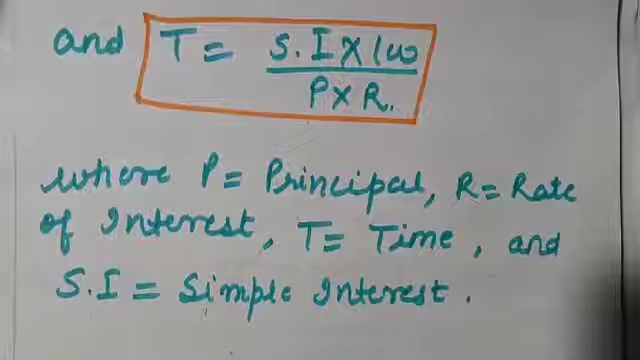 and T = S.I X 100
P X R.
where P = Principal, R = Rate
of Interest, T = Time, and
S.I = Simple Interest.